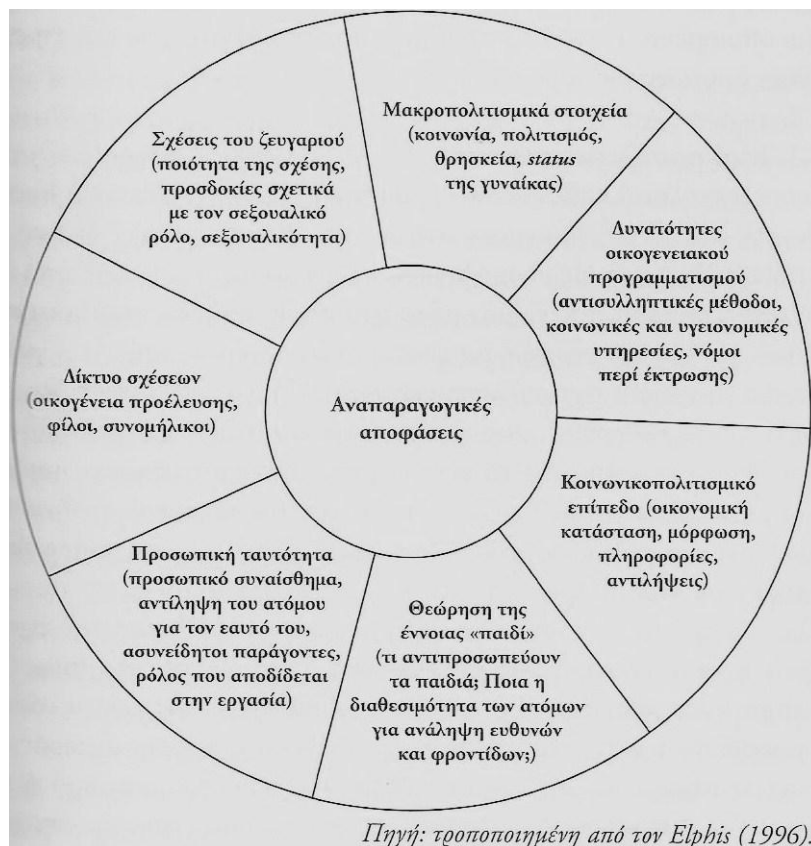 Σχέσεις του ζευγαριού
(ποιότητα της σχέσης,
προσδοκίες σχετικά
με τον σεξουαλικό
ρόλο, σεξουαλικότητα)
Μακροπολιτισμικά στοιχεία
(κοινωνία, πολιτισμός,
θρησκεία, status
της γυναίκας)
Δυνατότητες
οικογενειακού
προγραμματισμού
(αντισυλληπτικές μέθοδοι,
κοινωνικές και υγειονομικές
υπηρεσίες, νόμοι
περί έκτρωσης)
Δίκτυο σχέσεων
(οικογένεια προέλευσης,
φίλοι, συνομήλικοι)
Αναπαραγωγικές
αποφάσεις
Κοινωνικοπολιτισμικό
επίπεδο (οικονομική
κατάσταση, μόρφωση,
πληροφορίες,
αντιλήψεις)
Προσωπική ταυτότητα
(προσωπικό συναίσθημα,
αντίληψη του ατόμου
για τον εαυτό του,
ασυνείδητοι παράγοντες,
ρόλος που αποδίδεται
στην εργασία)
Θεώρηση της
έννοιας «παιδί»
(τι αντιπροσωπεύουν
τα παιδιά; Ποια η
διαθεσιμότητα των ατόμων
για ανάληψη ευθυνών
και φροντίδων;)
Πηγή: τροποποιημένη από τον Elphis (1996).